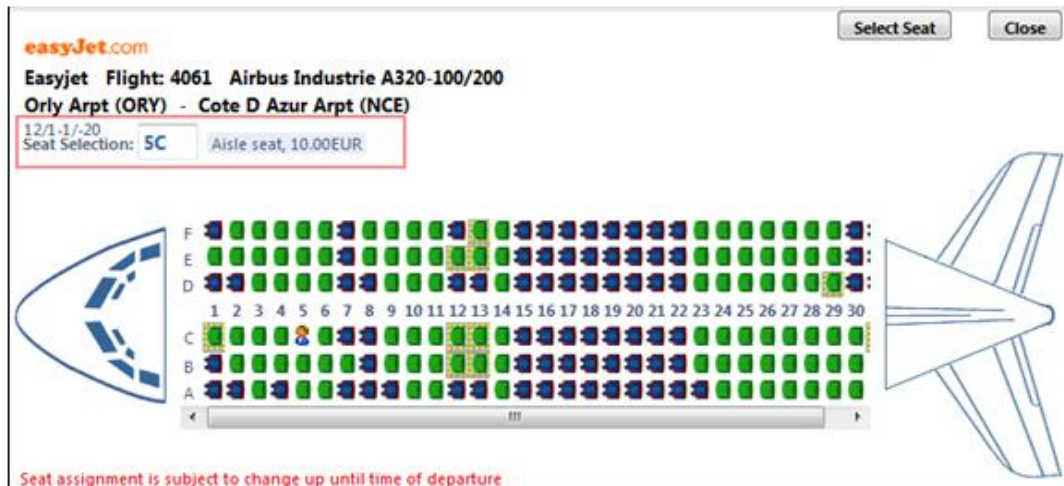 Select Seat Close
easyJet.com
Easyjet Flight: 4061 Airbus Industrie A320-100/200
Orly Arpt (ORY) - Cote D Azur Arpt (NCE)
12/1-1/-20
Seat Selection: 5C Aisle seat, 10.00EUR
F
E
D
1 2 3 4 5 6 7 8 9 10 11 12 13 14 15 16 17 18 19 20 21 22 23 24 25 26 27 28 29 30
C
B
A
Seat assignment is subject to change up until time of departure